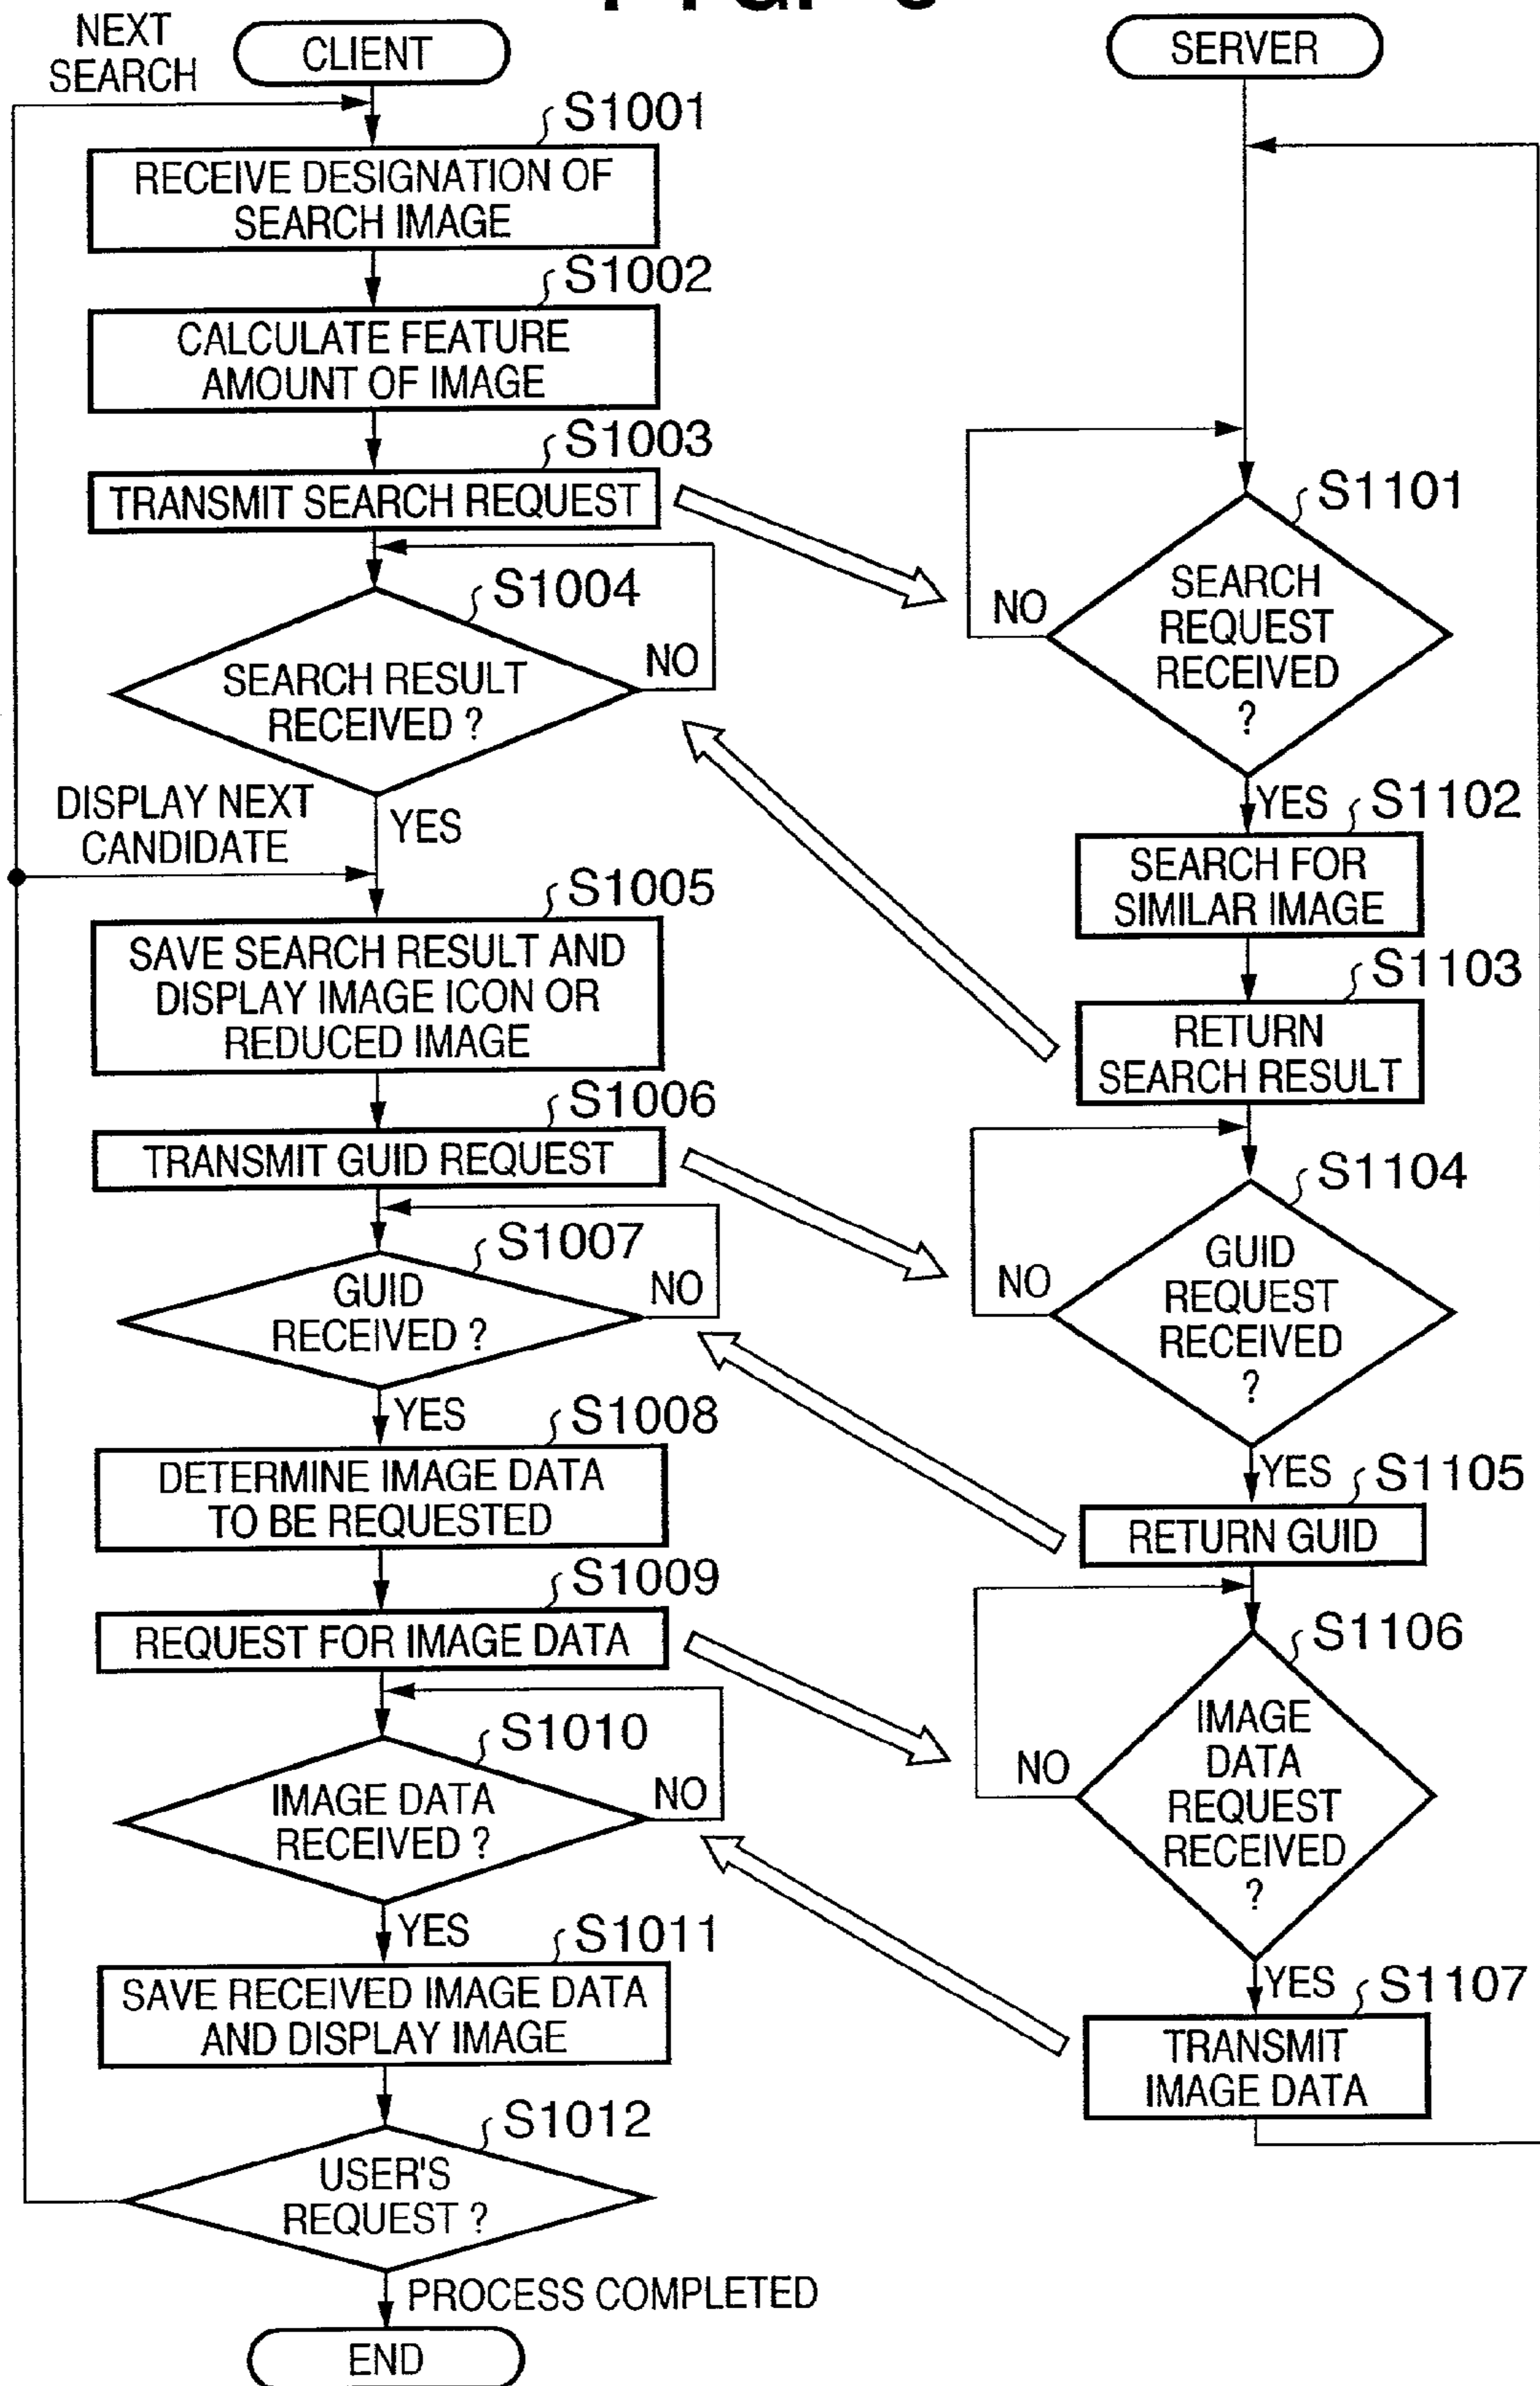 NEXT
SEARCH
CLIENT
S1001
RECEIVE DESIGNATION OF
SEARCH IMAGE
S1002
CALCULATE FEATURE
AMOUNT OF IMAGE
S1003
TRANSMIT SEARCH REQUEST
S1004
SEARCH RESULT
RECEIVED ?
NO
YES
DISPLAY NEXT
CANDIDATE
S1005
SAVE SEARCH RESULT AND
DISPLAY IMAGE ICON OR
REDUCED IMAGE
S1006
TRANSMIT GUID REQUEST
S1007
GUID
RECEIVED ?
NO
YES
S1008
DETERMINE IMAGE DATA
TO BE REQUESTED
S1009
REQUEST FOR IMAGE DATA
S1010
IMAGE DATA
RECEIVED ?
NO
YES
S1011
SAVE RECEIVED IMAGE DATA
AND DISPLAY IMAGE
S1012
USER'S
REQUEST ?
PROCESS COMPLETED
END
SERVER
S1101
SEARCH
REQUEST
RECEIVED
?
NO
YES
S1102
SEARCH FOR
SIMILAR IMAGE
S1103
RETURN
SEARCH RESULT
S1104
GUID
REQUEST
RECEIVED
?
NO
YES
S1105
RETURN GUID
S1106
IMAGE
DATA
REQUEST
RECEIVED
?
NO
YES
S1107
TRANSMIT
IMAGE DATA